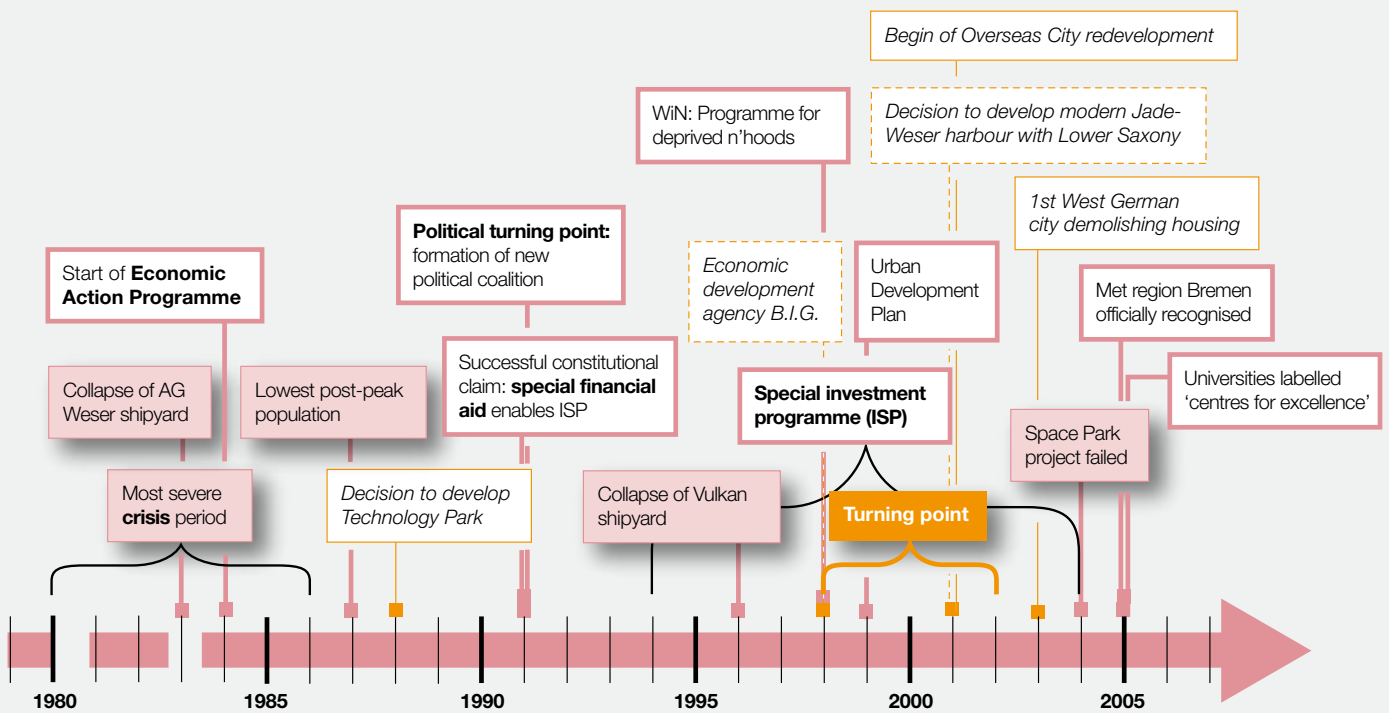 Begin of Overseas City redevelopment
WiN: Programme for
deprived n'hoods
Decision to develop modern Jade-
Weser harbour with Lower Saxony
1st West German
city demolishing housing
Political turning point:
formation of new
political coalition
Start of Economic
Action Programme
Economic
development
agency B.I.G.
Urban
Development
Plan
Met region Bremen
officially recognised
Collapse of AG
Weser shipyard
Lowest post-peak
population
Successful constitutional
claim: special financial
aid enables ISP
Special investment
programme (ISP)
Universities labelled
‘centres for excellence’
Space Park
project failed
Most severe
crisis period
Decision to develop
Technology Park
Collapse of Vulkan
shipyard
Turning point
1980
1985
1990
1995
2000
2005